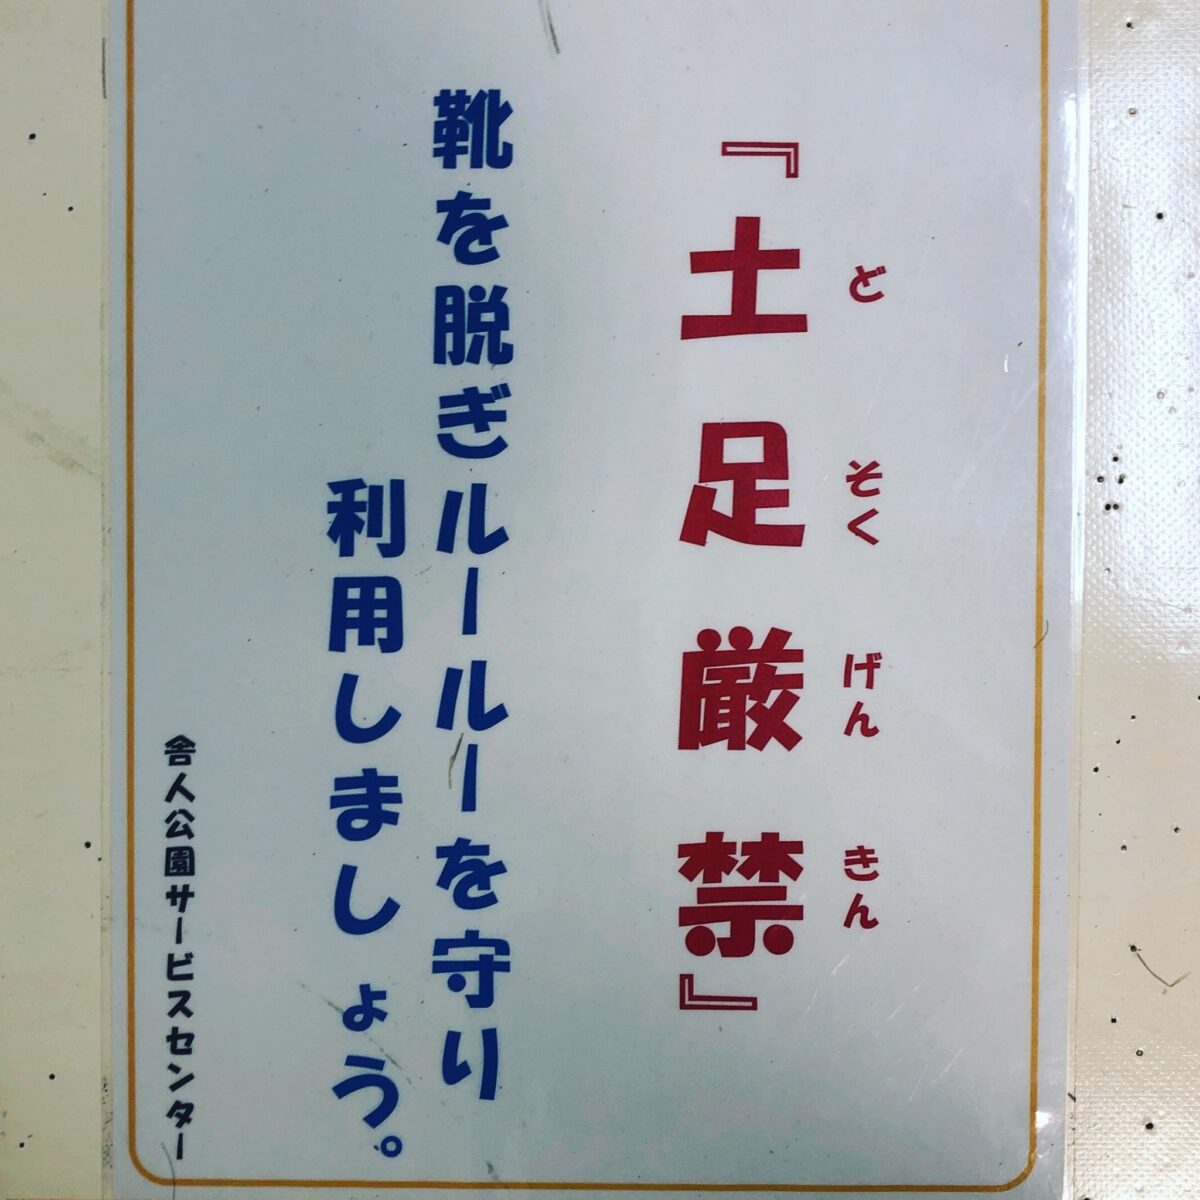 どそくげんきん
『土足厳禁』
靴を脱ぎルールーを守り
利用しましょう。
舎人公園サービスセンター